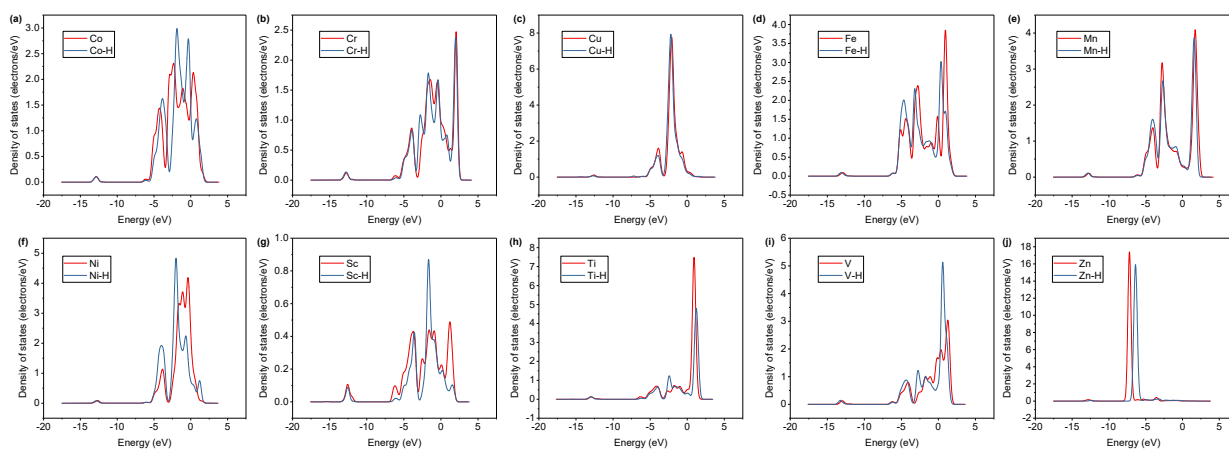 (a)
Co
Co-H
3.0
2.5
2.0
1.5
1.0
0.5
0.0
-20 -15 -10 -5 0 5
Energy (eV)
Density of states (electrons/eV)
(b)
Cr
Cr-H
2.5
2.0
1.5
1.0
0.5
0.0
-20 -15 -10 -5 0 5
Energy (eV)
Density of states (electrons/eV)
(c)
Cu
Cu-H
8
6
4
2
0
-20 -15 -10 -5 0 5
Energy (eV)
Density of states (electrons/eV)
(d)
Fe
Fe-H
4.0
3.5
3.0
2.5
2.0
1.5
1.0
0.5
0.0
-20 -15 -10 -5 0 5
Energy (eV)
Density of states (electrons/eV)
(e)
Mn
Mn-H
4
3
2
1
0
-20 -15 -10 -5 0 5
Energy (eV)
Density of states (electrons/eV)
(f)
Ni
Ni-H
5
4
3
2
1
0
-20 -15 -10 -5 0 5
Energy (eV)
Density of states (electrons/eV)
(g)
Sc
Sc-H
1.0
0.8
0.6
0.4
0.2
0.0
-20 -15 -10 -5 0 5
Energy (eV)
Density of states (electrons/eV)
(h)
Ti
Ti-H
8
7
6
5
4
3
2
1
0
-20 -15 -10 -5 0 5
Energy (eV)
Density of states (electrons/eV)
(i)
V
V-H
6
5
4
3
2
1
0
-20 -15 -10 -5 0 5
Energy (eV)
Density of states (electrons/eV)
(j)
Zn
Zn-H
18
16
14
12
10
8
6
4
2
0
-20 -15 -10 -5 0 5
Energy (eV)
Density of states (electrons/eV)